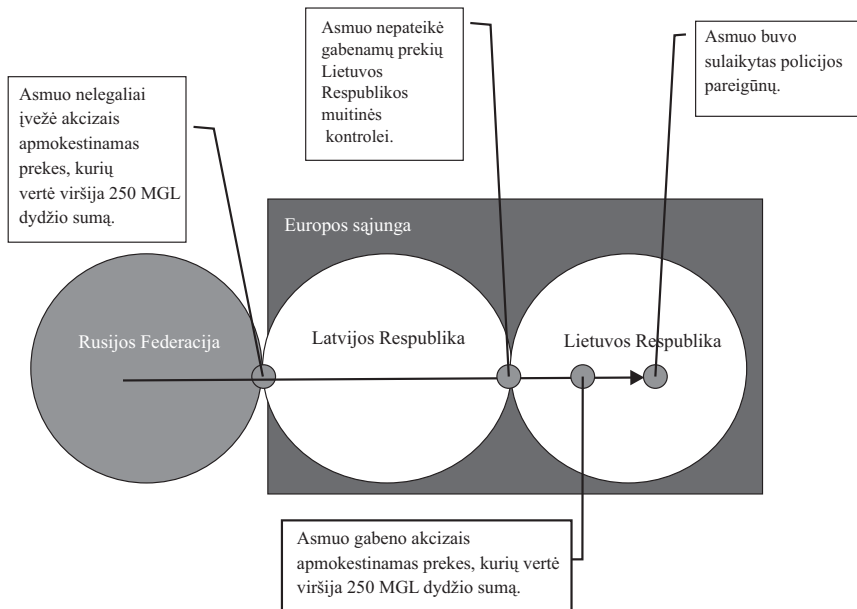 Asmuo nelegaliai
įvežė akcizais
apmokestinamas
prekes, kurių
vertė viršija 250 MGL
dydžio sumą.
Asmuo nepateikė
gabenamų prekių
Lietuvos
Respublikos
muitinės
kontrolei.
Asmuo buvo
sulaikytas policijos
pareigūnų.
Europos sąjunga
Rusijos Federacija
Latvijos Respublika
Lietuvos Respublika
Asmuo gabeno akcizais
apmokestinamas prekes, kurių vertė
viršija 250 MGL dydžio sumą.